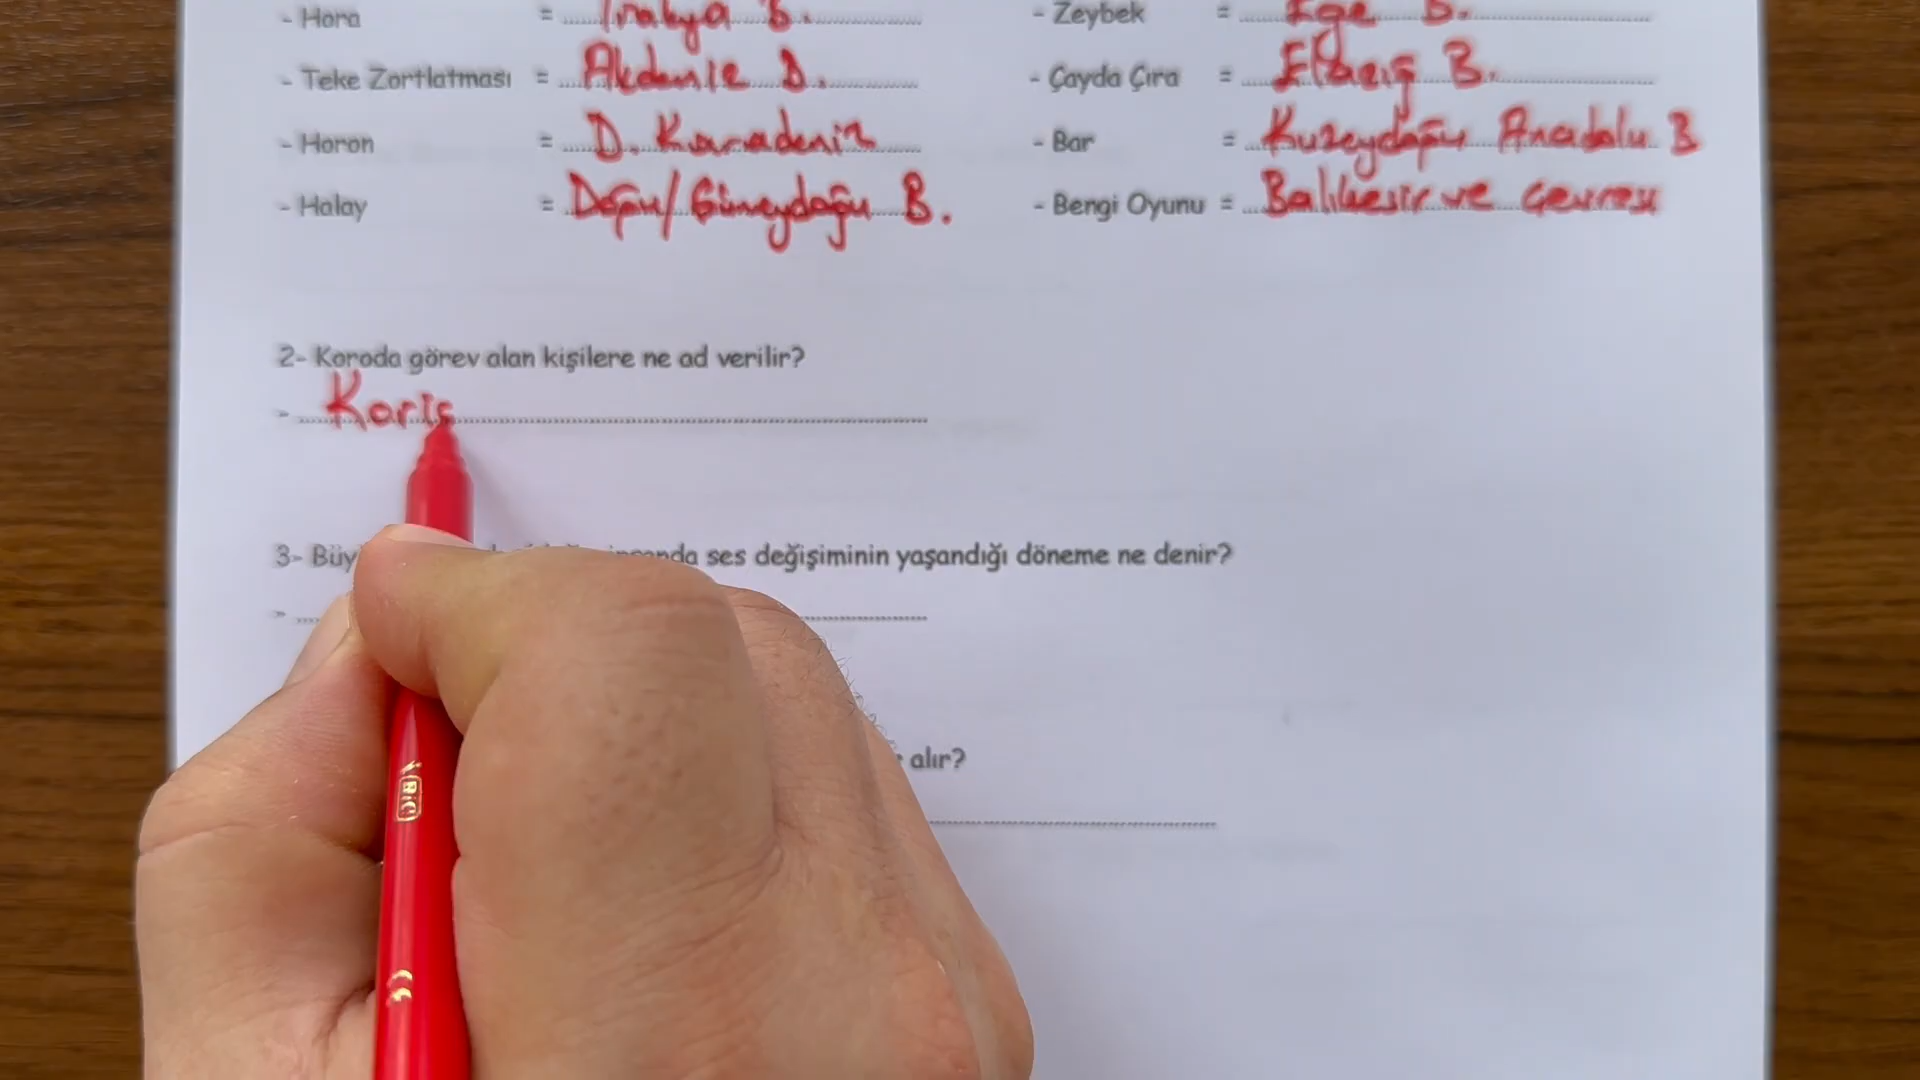 - Hora = Trakya B. - Zeybek = Ege B.
- Teke Zortlatması = Akdeniz B. - Çayda Çıra = Elazığ B.
- Horon = D. Karadeniz - Bar = Kuzeydoğu Anadolu B
- Halay = Doğu/Güneydoğu B. - Bengi Oyunu = Balıkesir ve Çevresi
2- Koroda görev alan kişilere ne ad verilir?
- Koris
3- Büy ses değişiminin yaşandığı döneme ne denir?
-
alır?
BIC